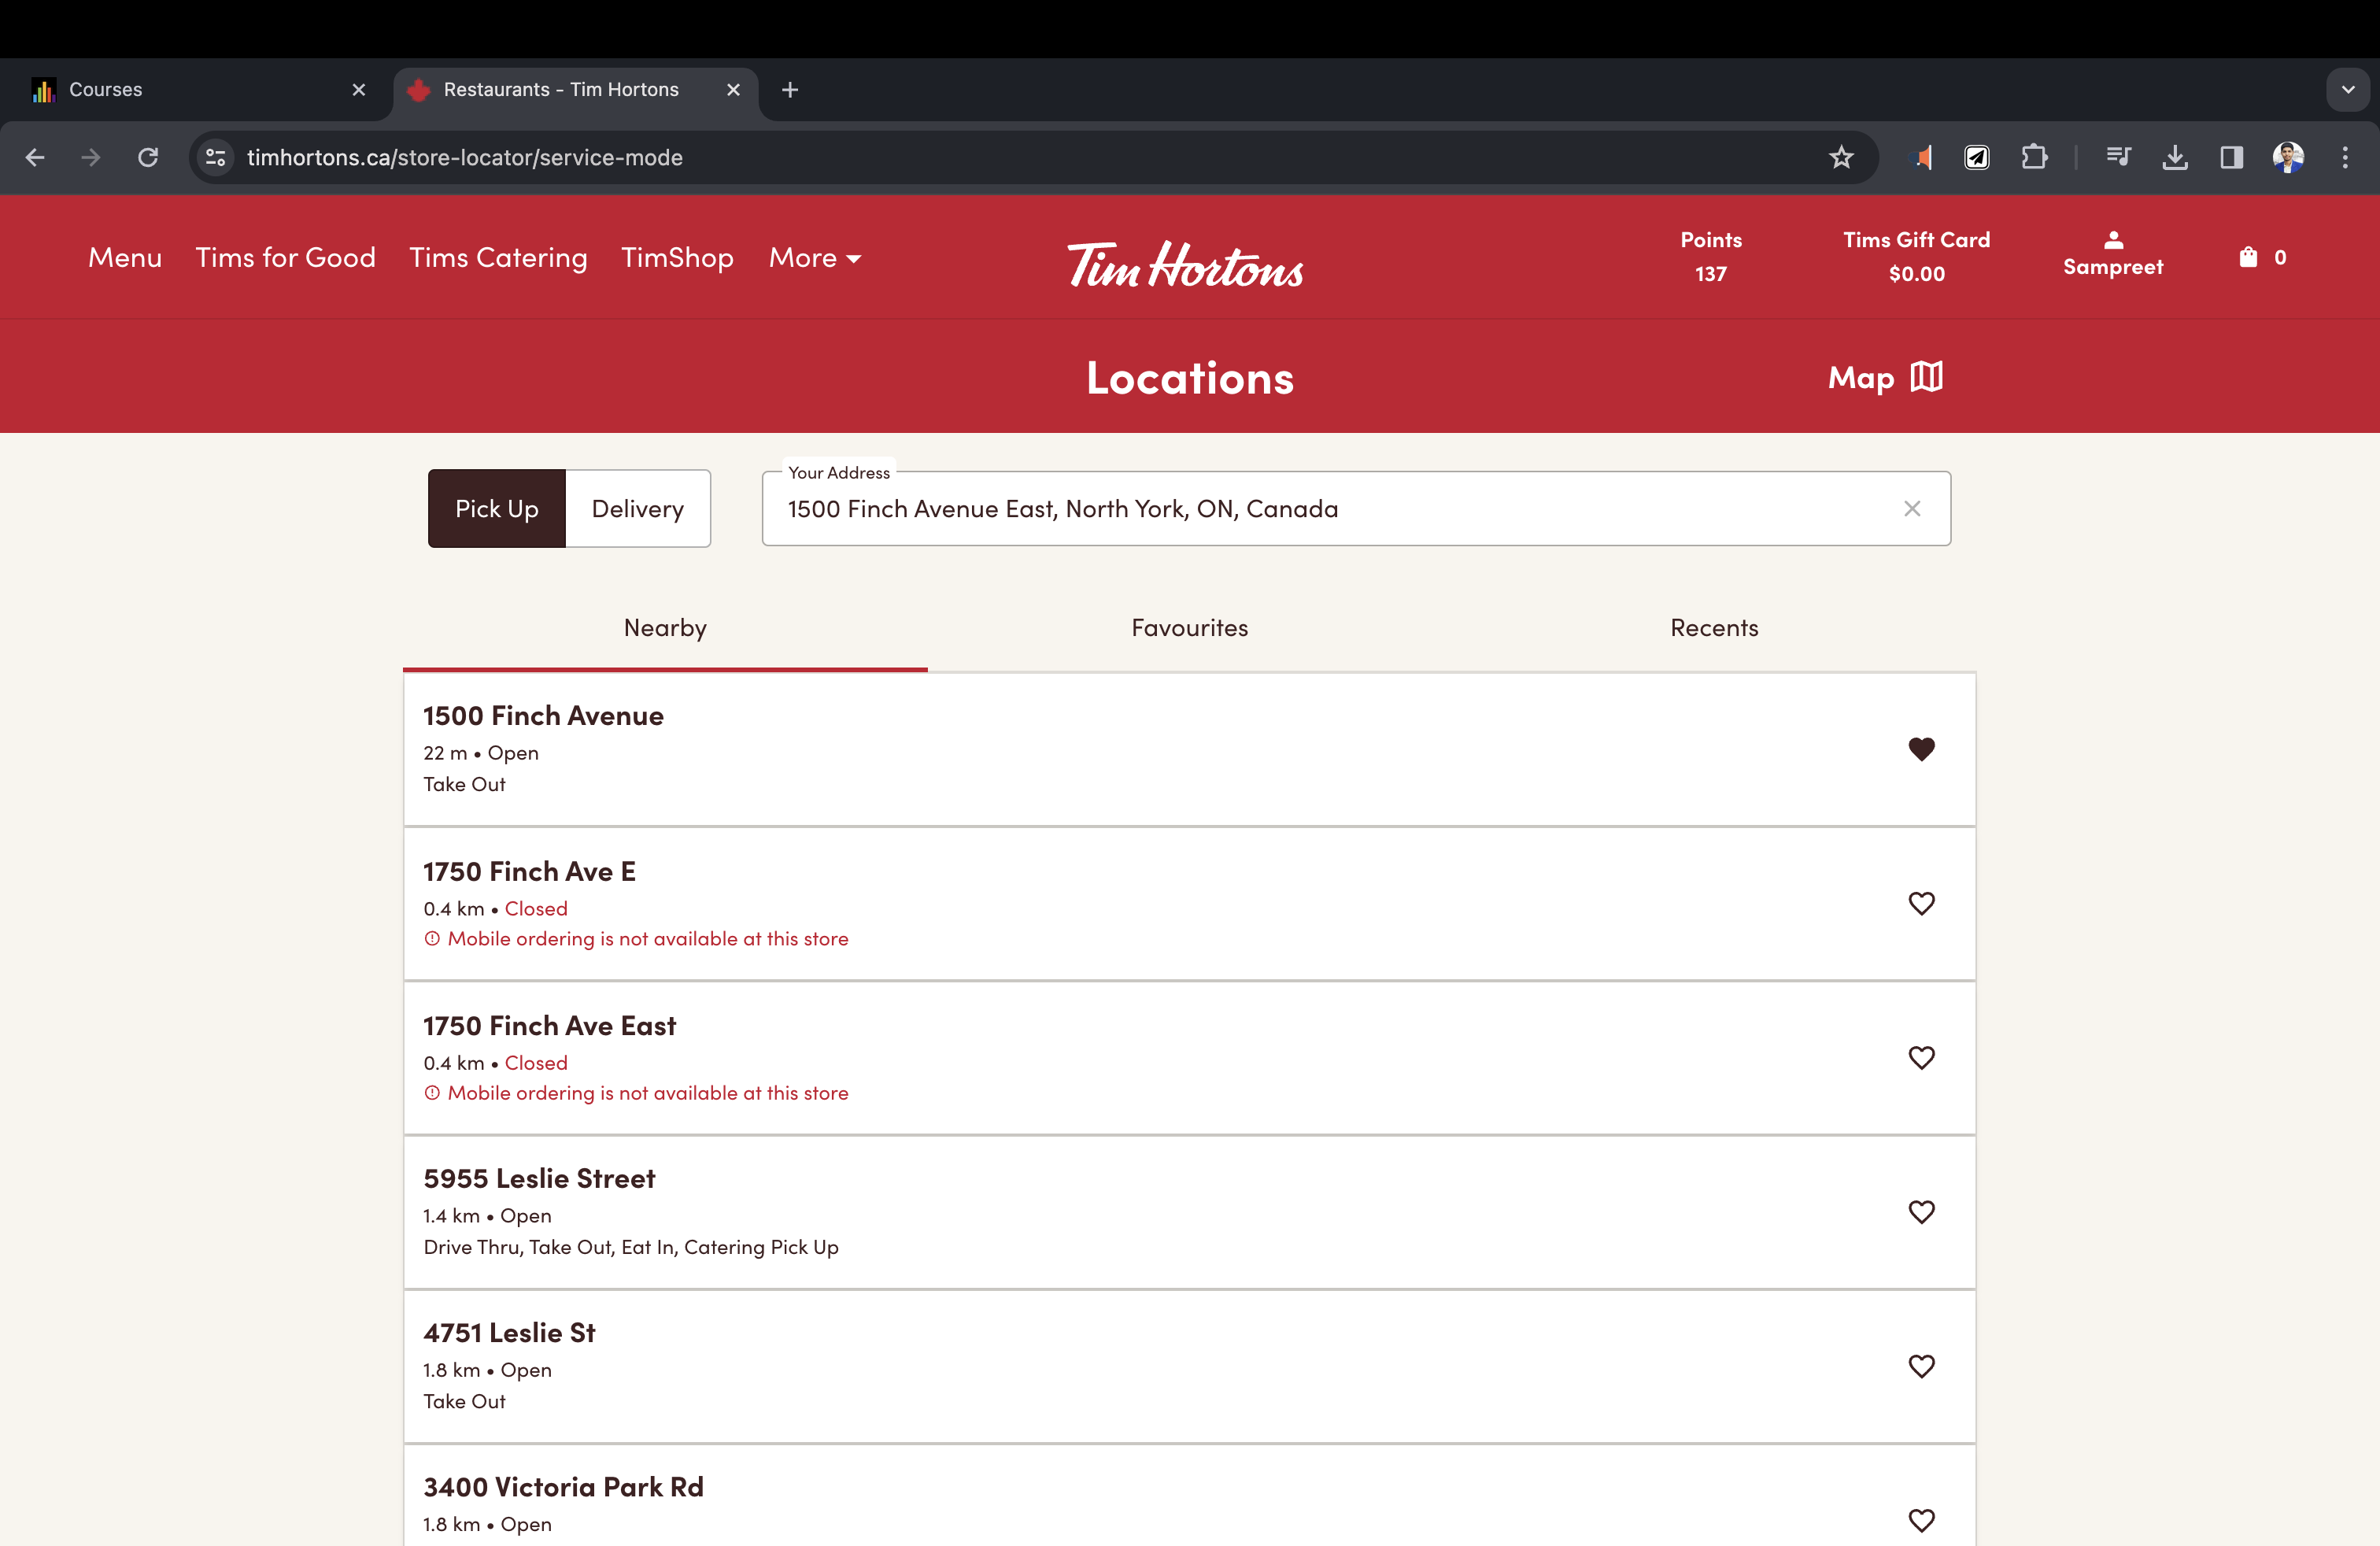 Courses
Restaurants - Tim Hortons
timhortons.ca/store-locator/service-mode
Menu Tims for Good Tims Catering TimShop More
Tim Hortons
Points
137
Tims Gift Card
$0.00
Sampreet
0
Locations
Map
Pick Up
Delivery
Your Address
1500 Finch Avenue East, North York, ON, Canada
Nearby
Favourites
Recents
1500 Finch Avenue
22 m • Open
Take Out
1750 Finch Ave E
0.4 km • Closed
Mobile ordering is not available at this store
1750 Finch Ave East
0.4 km • Closed
Mobile ordering is not available at this store
5955 Leslie Street
1.4 km • Open
Drive Thru, Take Out, Eat In, Catering Pick Up
4751 Leslie St
1.8 km • Open
Take Out
3400 Victoria Park Rd
1.8 km • Open